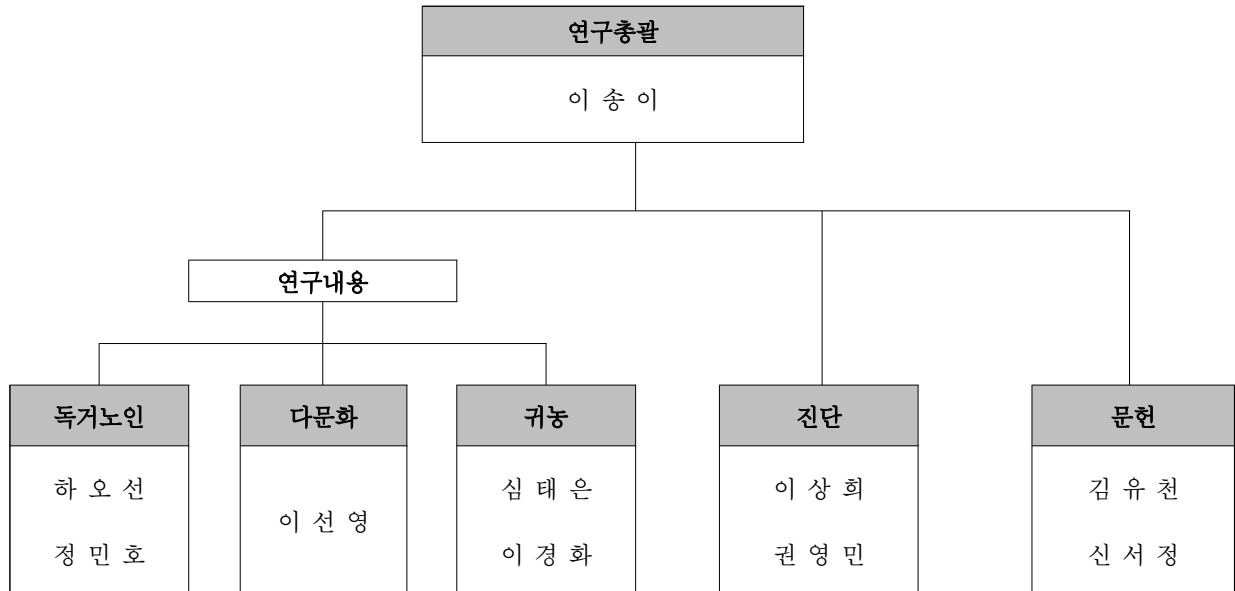 연구총괄
이 송 이
연구내용
독거노인
하 오 선
정 민 호
다문화
이 선 영
귀농
심 태 은
이 경 화
진단
이 상 희
권 영 민
문헌
김 유 천
신 서 정